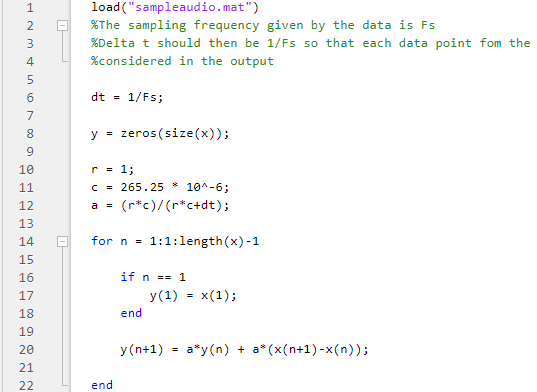 1 load("sampleaudio.mat")
2 %The sampling frequency given by the data is Fs
3 %Delta t should then be 1/Fs so that each data point fom the
4 %considered in the output
5
6 dt = 1/Fs;
7
8 y = zeros(size(x));
9
10 r = 1;
11 c = 265.25 * 10^-6;
12 a = (r*c)/(r*c+dt);
13
14 for n = 1:1:length(x)-1
15
16 if n == 1
17 y(1) = x(1);
18 end
19
20 y(n+1) = a*y(n) + a*(x(n+1)-x(n));
21
22 end